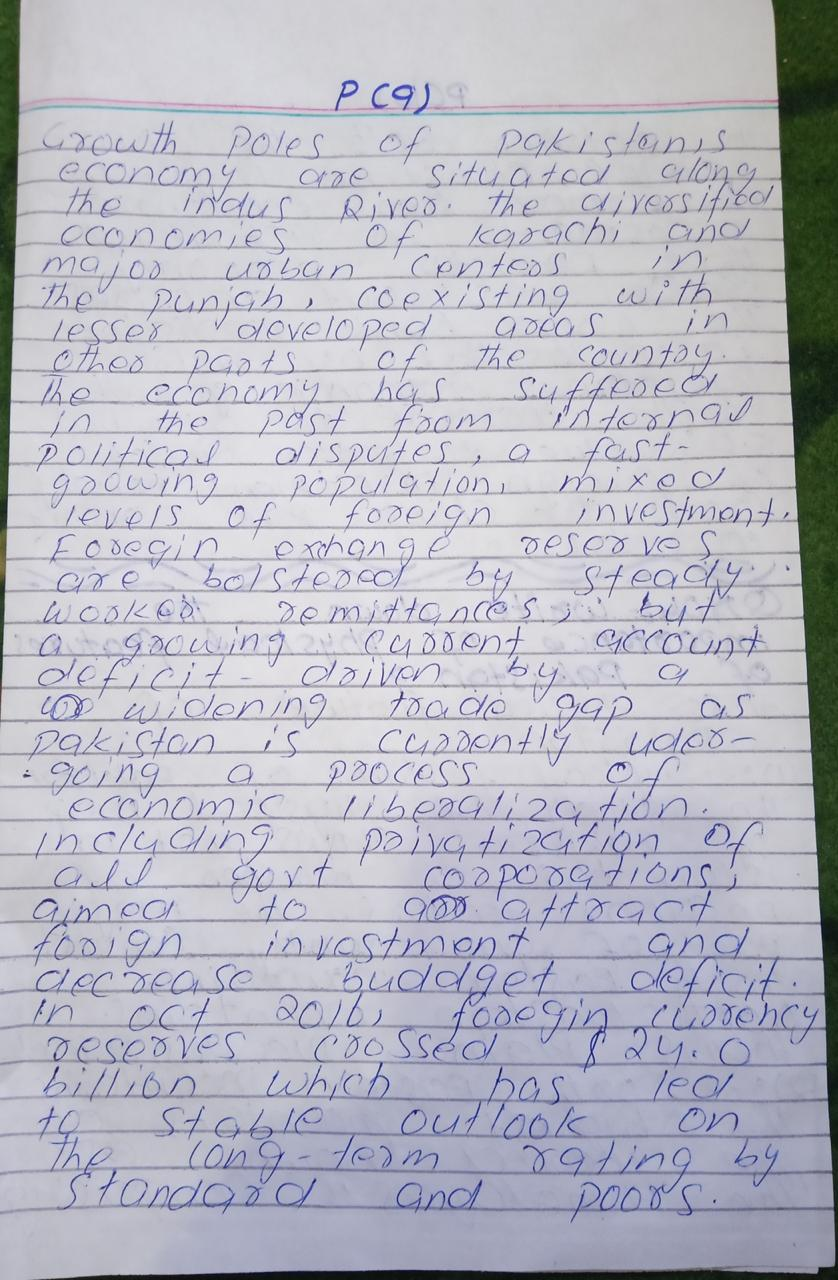 P(9)
Growth Poles of Pakistan,s
economy are situated along
the indus River. the diversified
economies of Karachi and
major urban centers in
the punjab, coexisting with
lesser developed areas in
other parts of the country.
the economy has suffered
in the past from internal
political disputes, a fast-
growing population, mixed
levels of foreign investment.
Foregin exchange reserves
are bolstered by steady
worker remittances, but
a growing current account
deficit - driven by a
widening trade gap as
pakistan is currently uder-
going a process of
economic liberalization.
including privatization of
all govt corporations,
aimed to attract
forign investment and
decrease buddget deficit.
in oct 2016, foregin currency
reserves crossed $ 24.0
billion which has led
to stable outlook on
the long-term rating by
standard and poors.